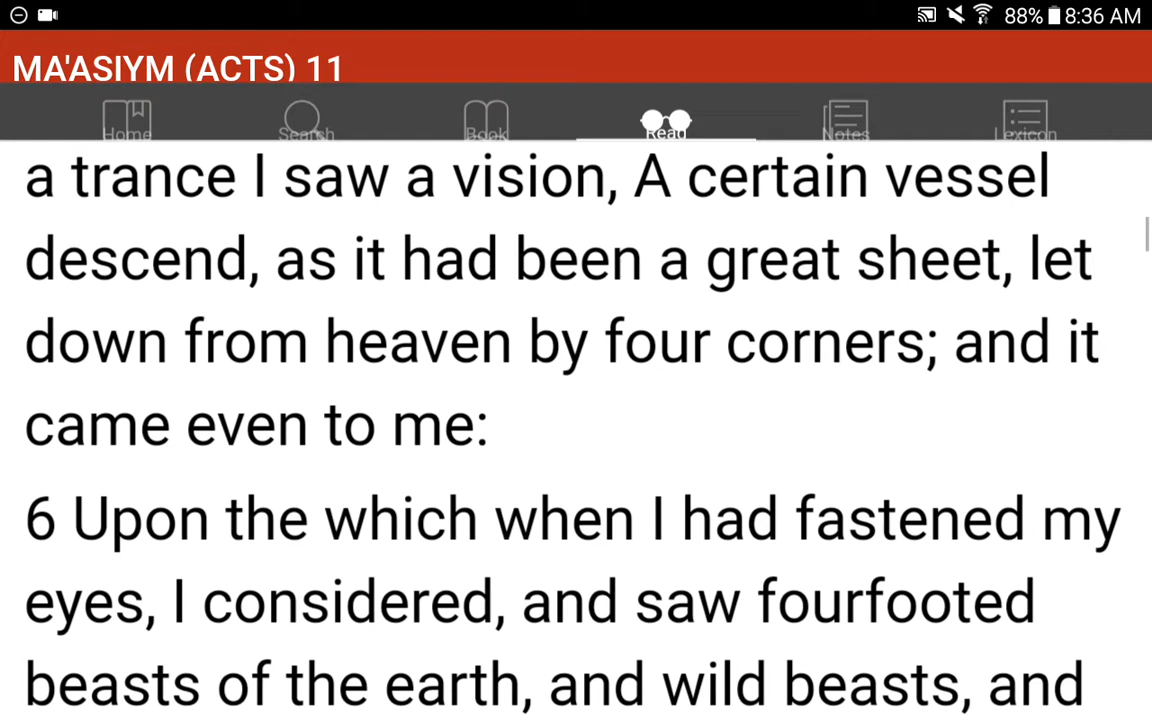 88% 8:36 AM
MA'ASIYM (ACTS) 11
Home Search Book Read Notes Lexicon
a trance I saw a vision, A certain vessel
descend, as it had been a great sheet, let
down from heaven by four corners; and it
came even to me:
6 Upon the which when I had fastened my
eyes, I considered, and saw fourfooted
beasts of the earth, and wild beasts, and